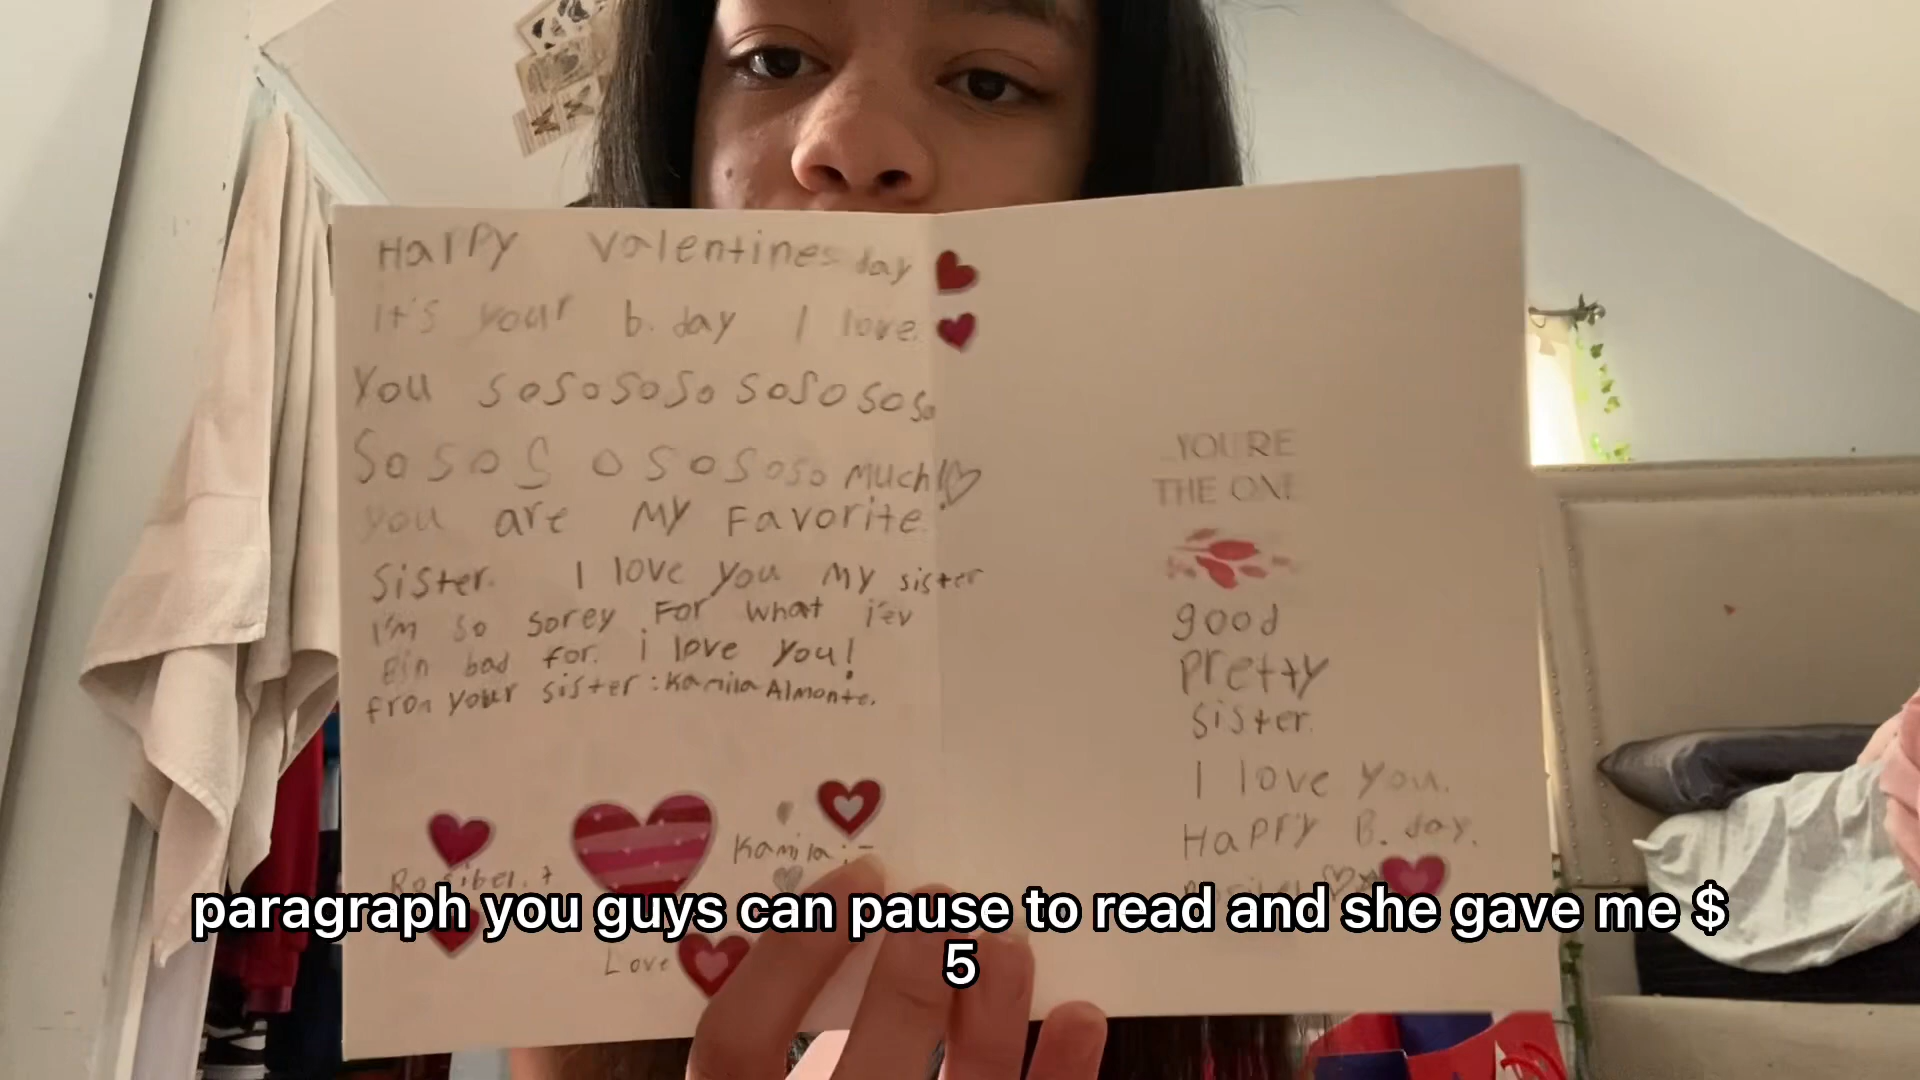 Happy Valentines day
It's your b.day I love
You sosososo sosososo
SosoS o sosososo Much!
you are My Favorite
Sister. I love you My sister
I'm so sorey For what i'ev
Bin bad for. i love you!
fron your sister: Kamila Almonte.
Kamila :-
Rosibel.
Love
YOU'RE
THE ONE
good
Pretty
sister.
I love you.
Happy B.day.
paragraph you guys can pause to read and she gave me $
5